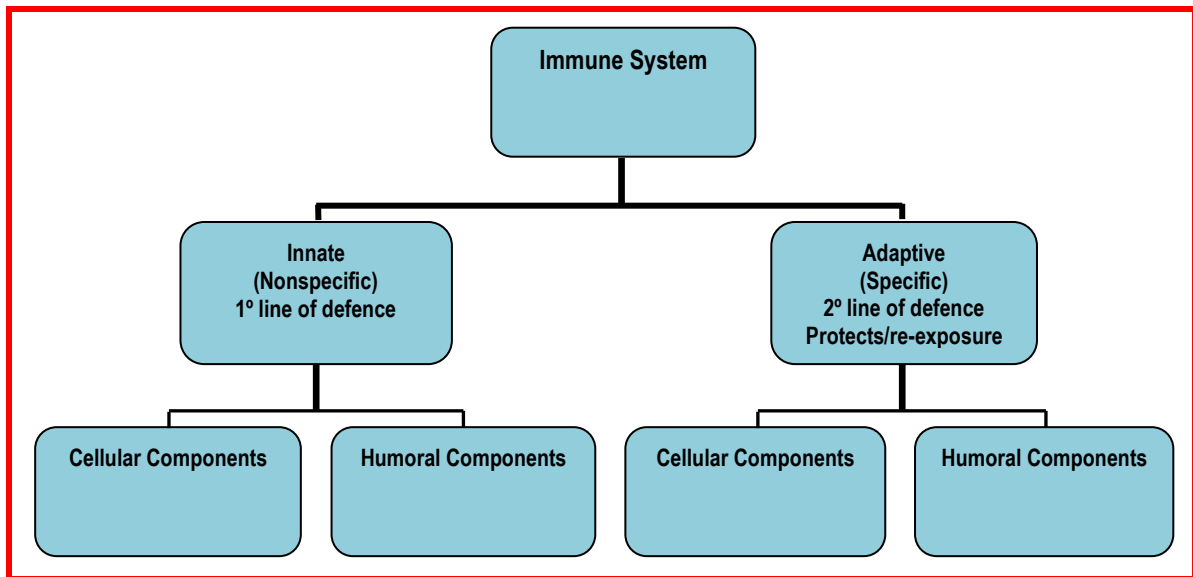 Immune System
Innate
(Nonspecific)
1º line of defence
Adaptive
(Specific)
2º line of defence
Protects/re-exposure
Cellular Components
Humoral Components
Cellular Components
Humoral Components